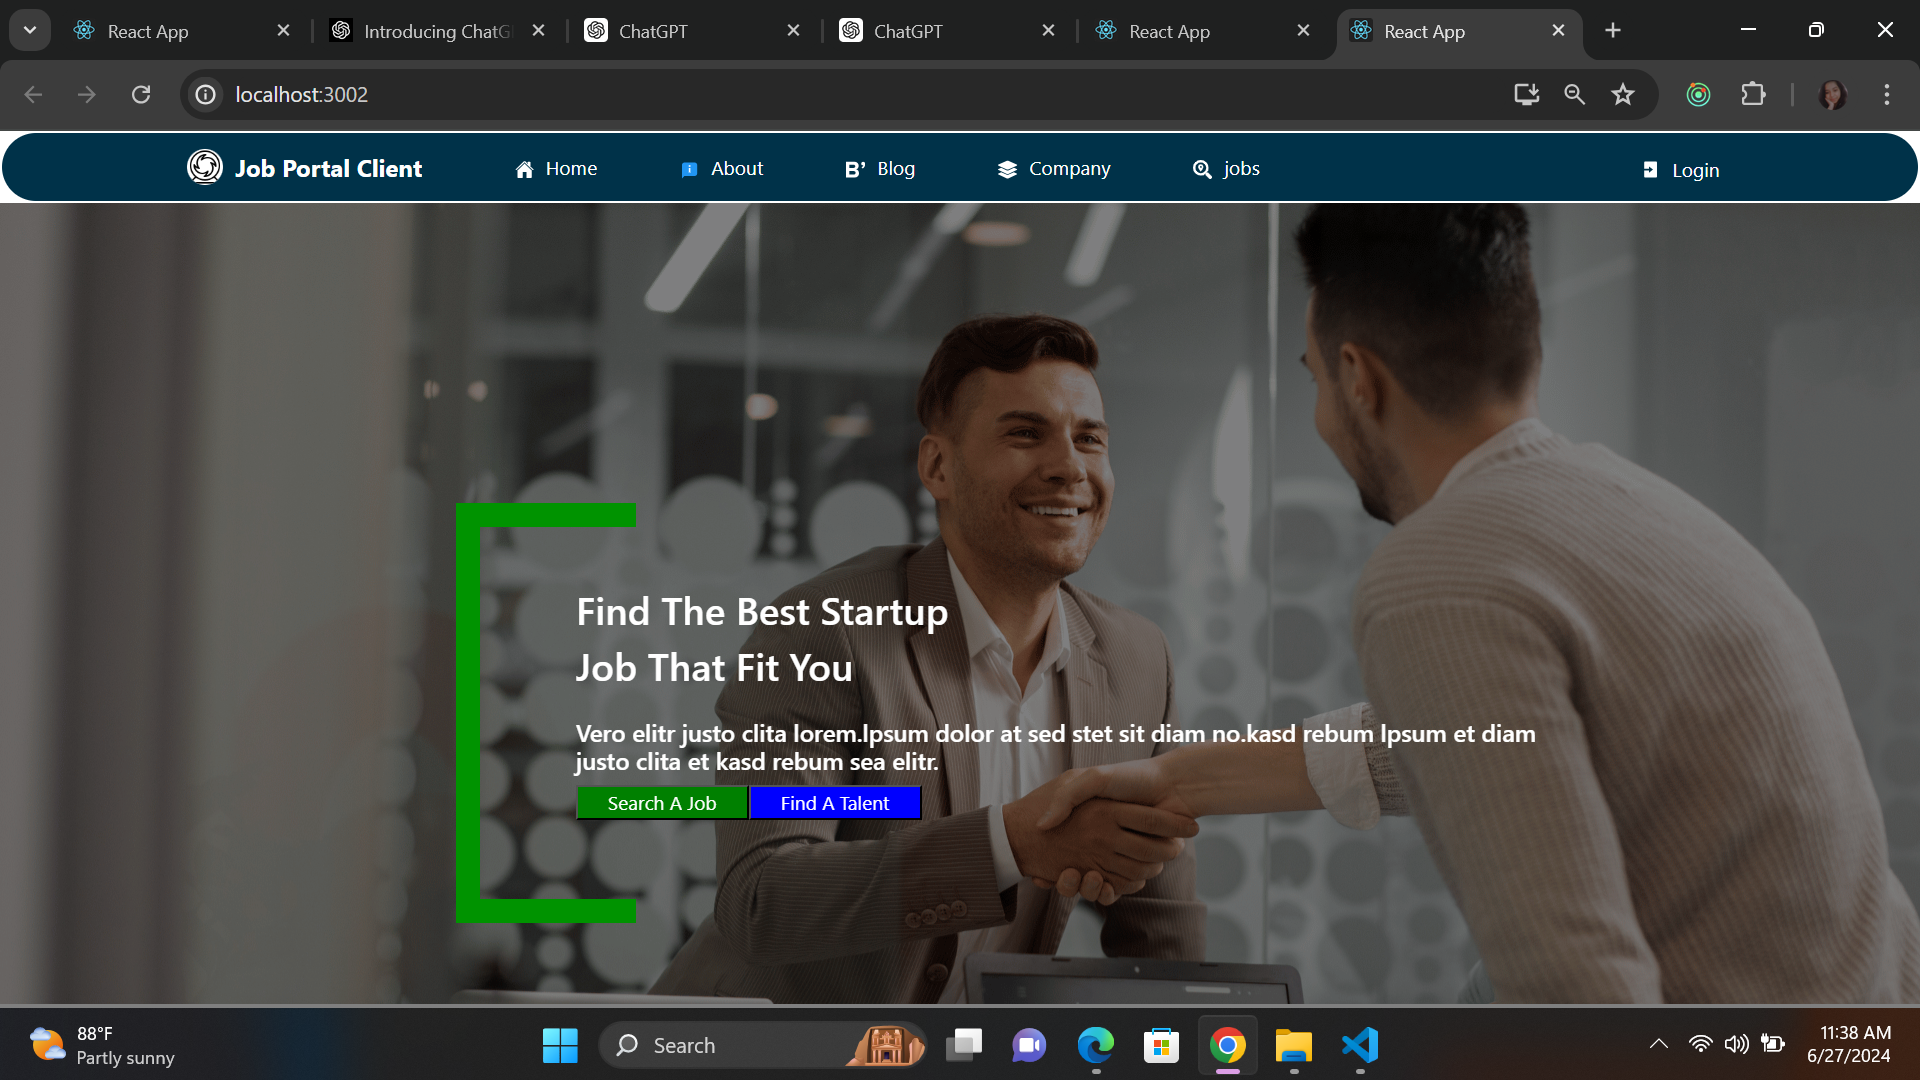 React App
Introducing ChatG
ChatGPT
ChatGPT
React App
React App
localhost:3002
Job Portal Client
Home
About
B' Blog
Company
jobs
Login
Find The Best Startup
Job That Fit You
Vero elitr justo clita lorem.Ipsum dolor at sed stet sit diam no.kasd rebum Ipsum et diam
justo clita et kasd rebum sea elitr.
Search A Job
Find A Talent
88°F
Partly sunny
Search
11:38 AM
6/27/2024